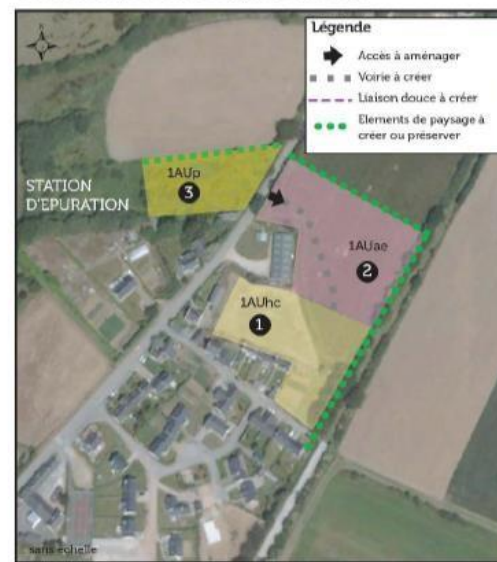 Légende
Accès à aménager
Voirie à créer
Liaison douce à créer
Elements de paysage à
créer ou préserver
1AUp
3
STATION
D'EPURATION
1AUae
2
1AUhc
1
sans échelle